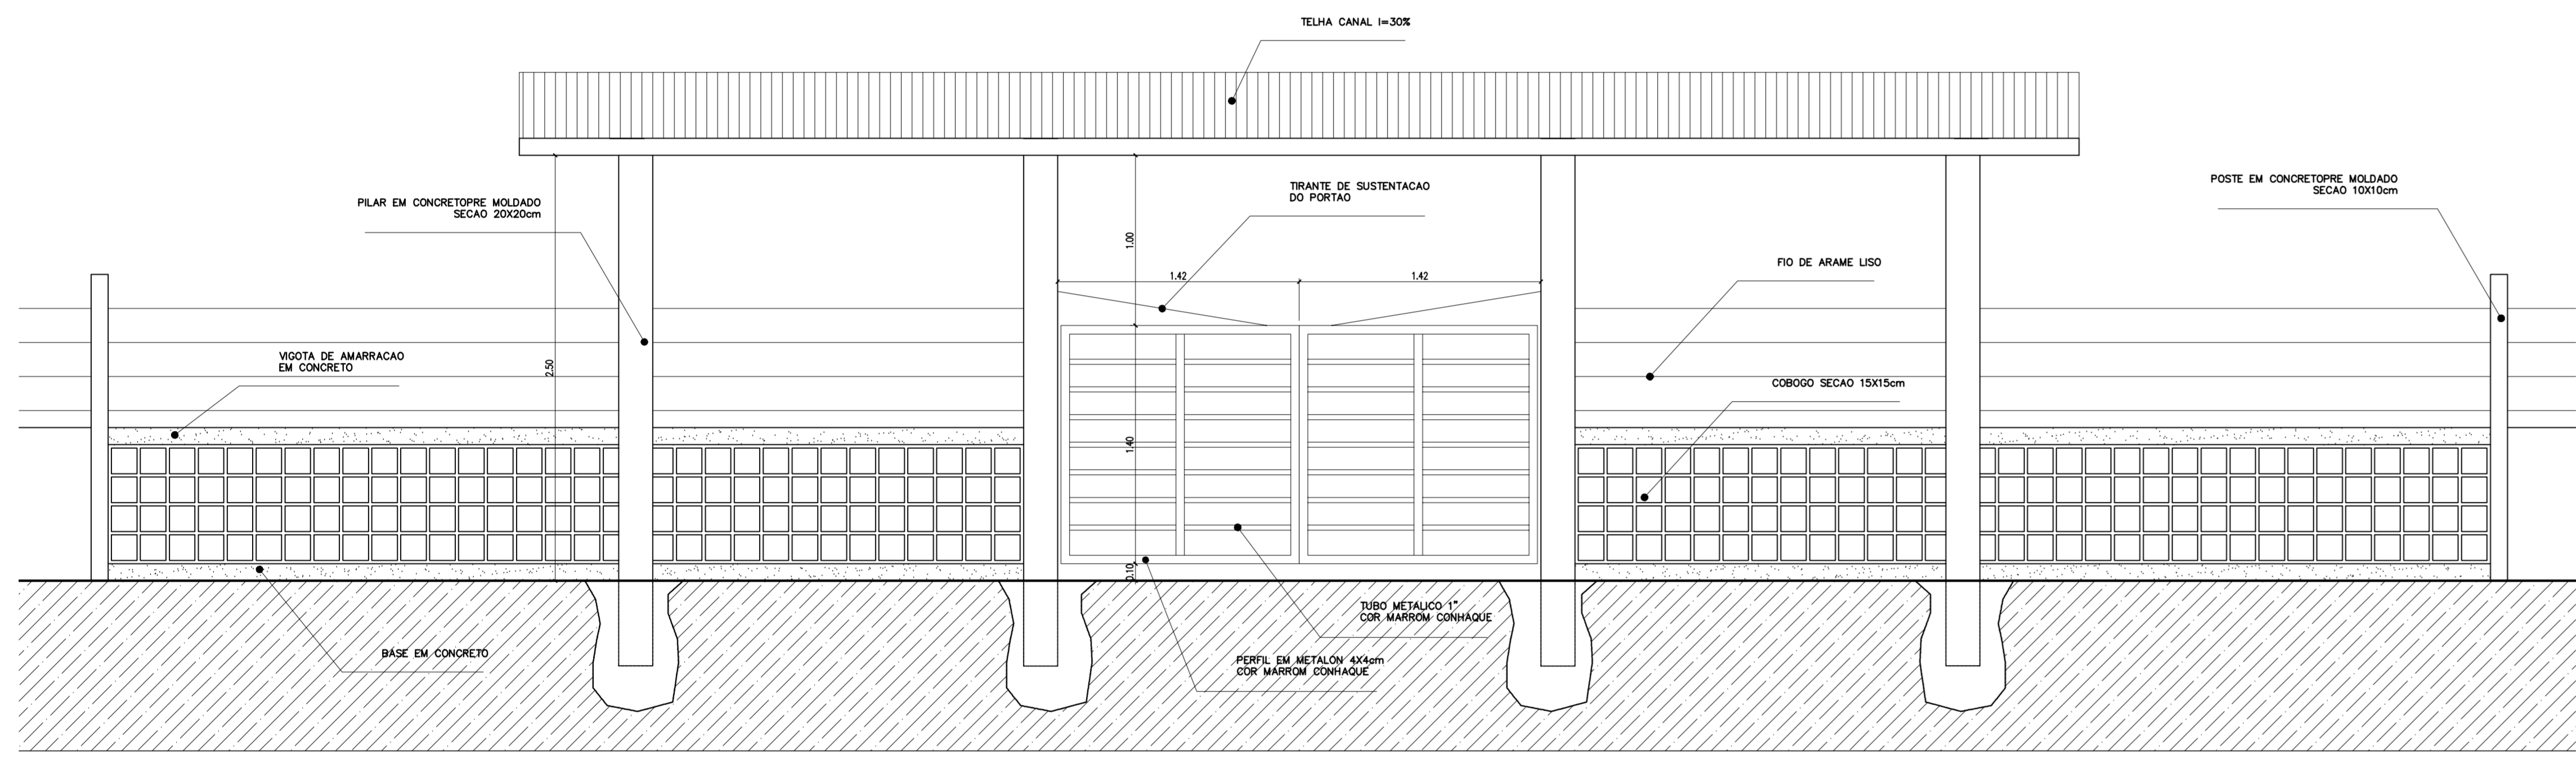 TELHA CANAL I=30%
PILAR EM CONCRETOPRE MOLDADO
SECAO 20X20cm
TIRANTE DE SUSTENTACAO
DO PORTAO
POSTE EM CONCRETOPRE MOLDADO
SECAO 10X10cm
1.00
FIO DE ARAME LISO
1.42
1.42
VIGOTA DE AMARRACAO
EM CONCRETO
2.50
COBOGO SECAO 15X15cm
1.40
0.10
TUBO METALICO 1"
COR MARROM CONHAQUE
BASE EM CONCRETO
PERFIL EM METALON 4X4cm
COR MARROM CONHAQUE